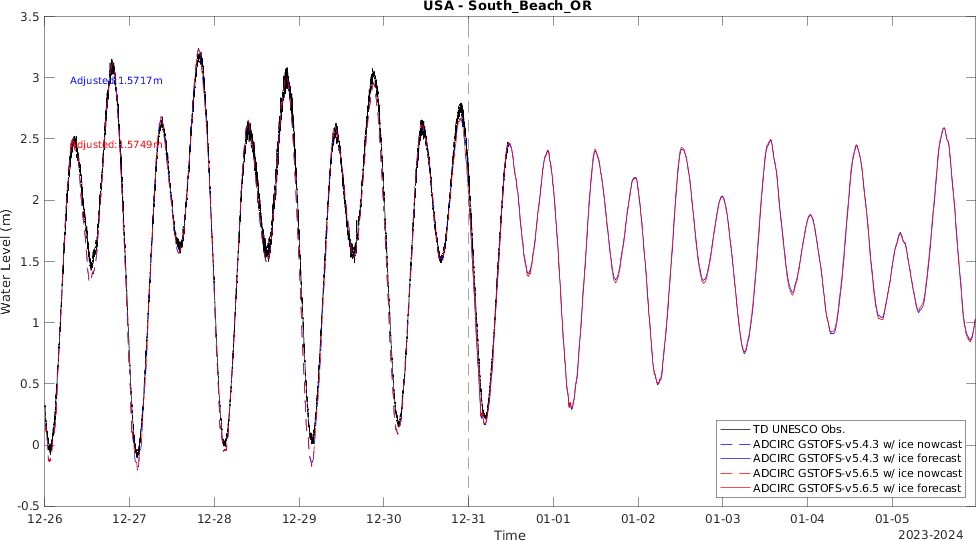 USA - South_Beach_OR
3.5
3
2.5
2
1.5
1
0.5
0
-0.5
Water Level (m)
Adjusted:1.5717m
Adjusted:1.5749m
12-26 12-27 12-28 12-29 12-30 12-31 01-01 01-02 01-03 01-04 01-05
Time
2023-2024
TD UNESCO Obs.
ADCIRC GSTOFS-v5.4.3 w/ ice nowcast
ADCIRC GSTOFS-v5.4.3 w/ ice forecast
ADCIRC GSTOFS-v5.6.5 w/ ice nowcast
ADCIRC GSTOFS-v5.6.5 w/ ice forecast